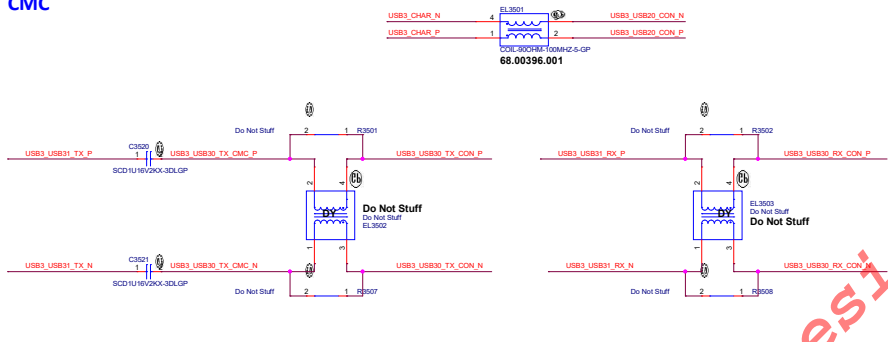 CMC
EL3501
USB3_CHAR_N 4 USB3_USB20_CON_N
USB3_CHAR_P 1 2 USB3_USB20_CON_P
COIL-90OHM-100MHZ-5-GP
68.00396.001
Do Not Stuff 2 1 R3501
Do Not Stuff 2 1 R3502
C3520
USB3_USB31_TX_P 1 USB3_USB30_TX_CMC_P USB3_USB30_TX_CON_P
USB3_USB31_RX_P USB3_USB30_RX_CON_P
SCD1U16V2KX-3DLGP
2 4
2 4
DY
Do Not Stuff
Do Not Stuff
EL3502
DY
EL3503
Do Not Stuff
Do Not Stuff
1 3
1 3
C3521
USB3_USB31_TX_N 1 USB3_USB30_TX_CMC_N USB3_USB30_TX_CON_N
USB3_USB31_RX_N USB3_USB30_RX_CON_N
SCD1U16V2KX-3DLGP
Do Not Stuff 2 1 R3507
Do Not Stuff 2 1 R3508
esi